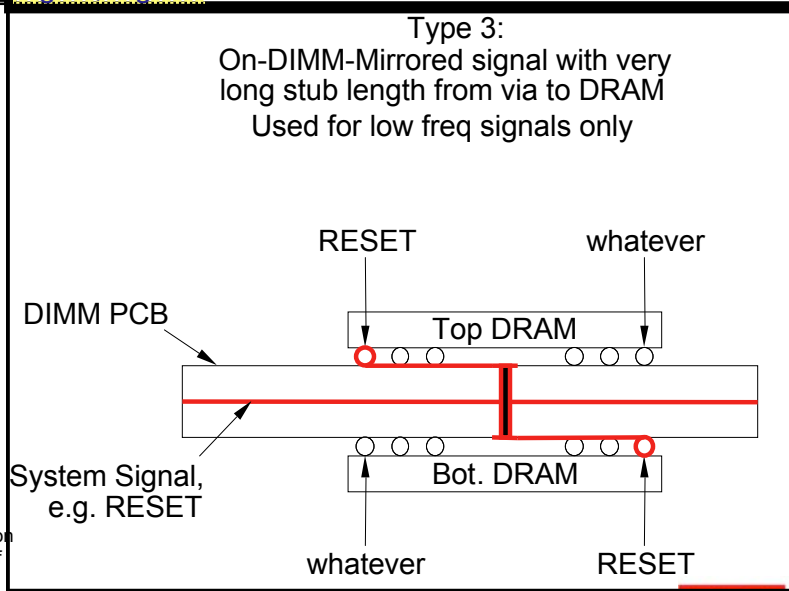 Type 3:
On-DIMM-Mirrored signal with very
long stub length from via to DRAM
Used for low freq signals only
RESET
whatever
DIMM PCB
Top DRAM
System Signal,
e.g. RESET
Bot. DRAM
on
whatever
RESET